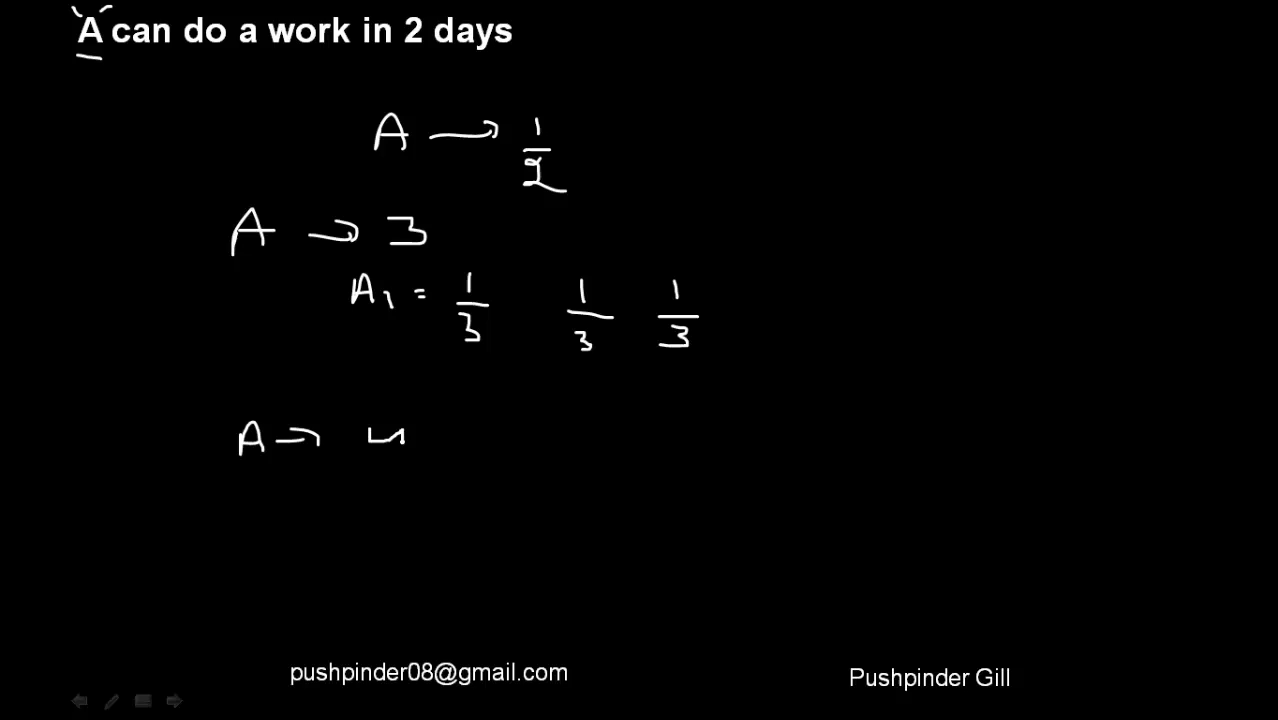 A can do a work in 2 days
A → 1/2
A → 3
A₁ = 1/3 1/3 1/3
A → 4
pushpinder08@gmail.com
Pushpinder Gill